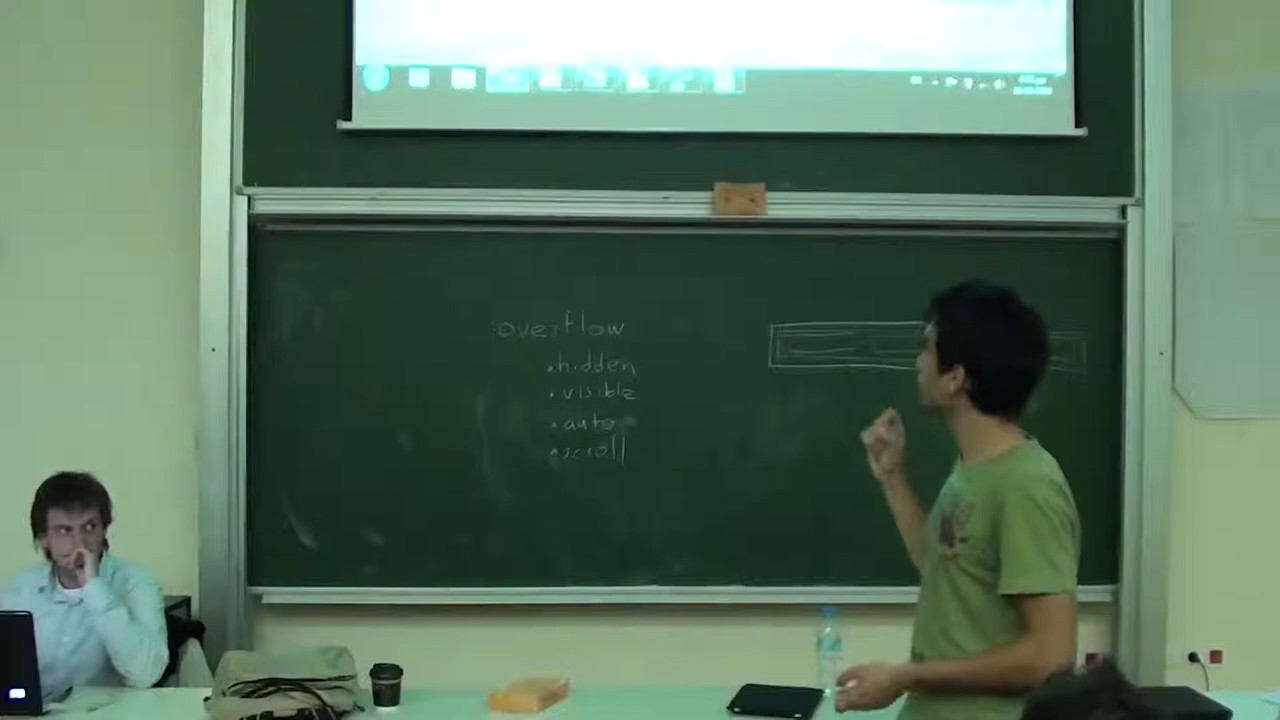 overflow
.hidden
.visible
.auto
.scroll